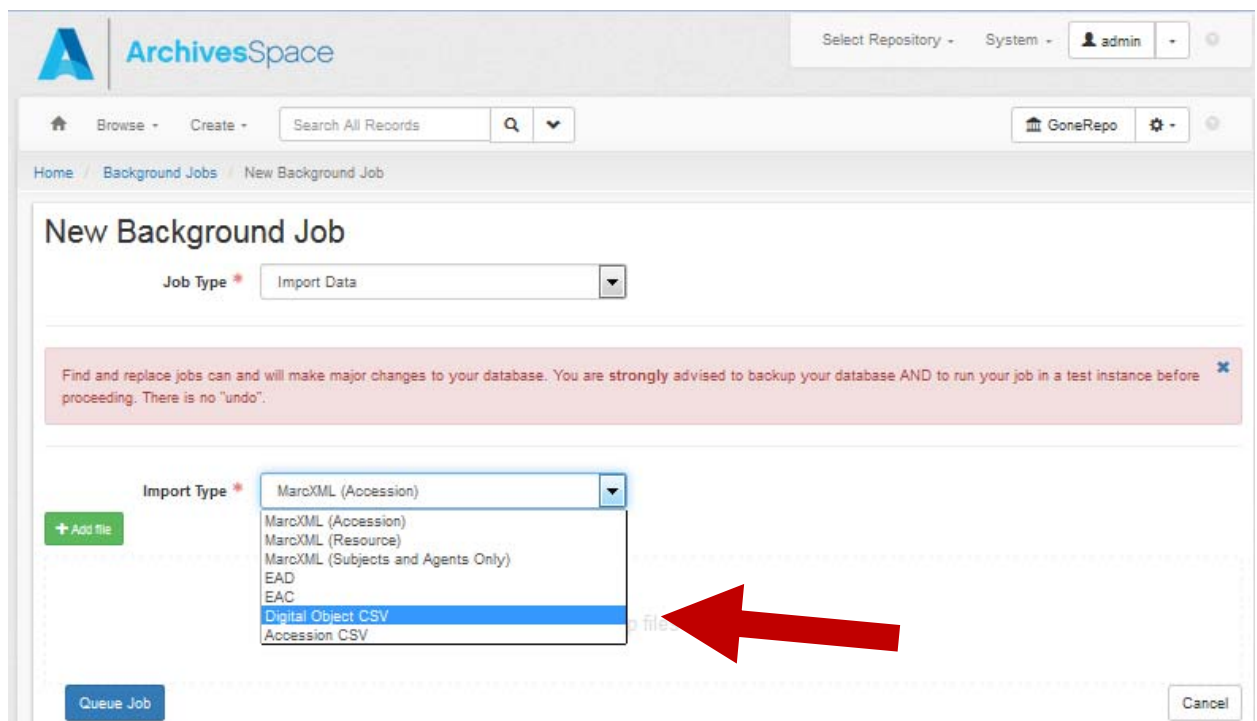 ArchivesSpace
Select Repository - System - admin
Browse - Create - Search All Records GoneRepo
Home / Background Jobs / New Background Job
New Background Job
Job Type * Import Data
Find and replace jobs can and will make major changes to your database. You are strongly advised to backup your database AND to run your job in a test instance before
proceeding. There is no "undo".
Import Type * MarcXML (Accession)
+ Add file
MarcXML (Accession)
MarcXML (Resource)
MarcXML (Subjects and Agents Only)
EAD
EAC
Digital Object CSV
Accession CSV
Queue Job Cancel